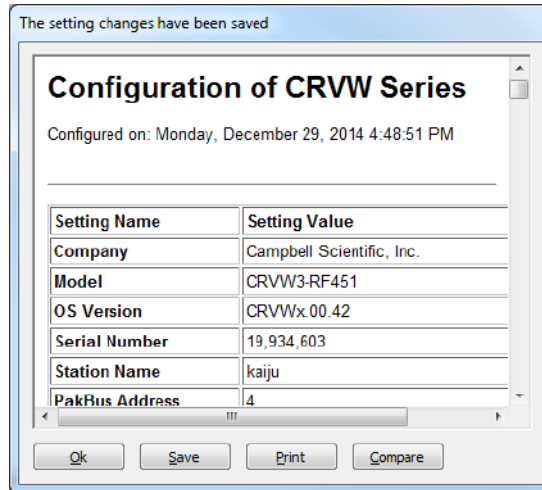 The setting changes have been saved
Configuration of CRVW Series
Configured on: Monday, December 29, 2014 4:48:51 PM
Setting Name Setting Value
Company Campbell Scientific, Inc.
Model CRVW3-RF451
OS Version CRVWx.00.42
Serial Number 19,934,603
Station Name kaiju
PakBus Address 4
Ok Save Print Compare